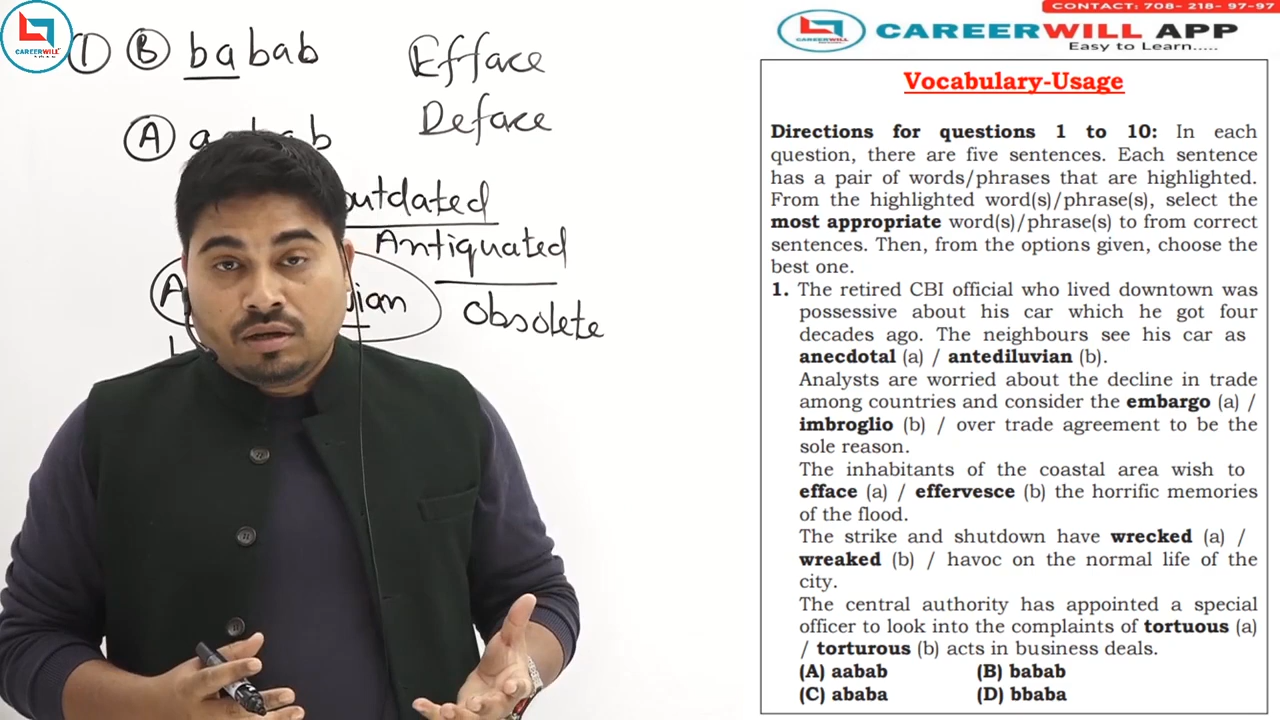 CONTACT: 708- 218- 97-97
CAREERWILL APP
Easy to Learn.....
CAREERWILL
CAREERWILL
① Ⓑ babab
Efface
Ⓐ
Deface
outdated
Antiquated
obsolete
Vocabulary-Usage
Directions for questions 1 to 10: In each
question, there are five sentences. Each sentence
has a pair of words/phrases that are highlighted.
From the highlighted word(s)/phrase(s), select the
most appropriate word(s)/phrase(s) to from correct
sentences. Then, from the options given, choose the
best one.
1. The retired CBI official who lived downtown was
possessive about his car which he got four
decades ago. The neighbours see his car as
anecdotal (a) / antediluvian (b).
Analysts are worried about the decline in trade
among countries and consider the embargo (a) /
imbroglio (b) / over trade agreement to be the
sole reason.
The inhabitants of the coastal area wish to
efface (a) / effervesce (b) the horrific memories
of the flood.
The strike and shutdown have wrecked (a) /
wreaked (b) / havoc on the normal life of the
city.
The central authority has appointed a special
officer to look into the complaints of tortuous (a)
/ torturous (b) acts in business deals.
(A) aabab (B) babab
(C) ababa (D) bbaba